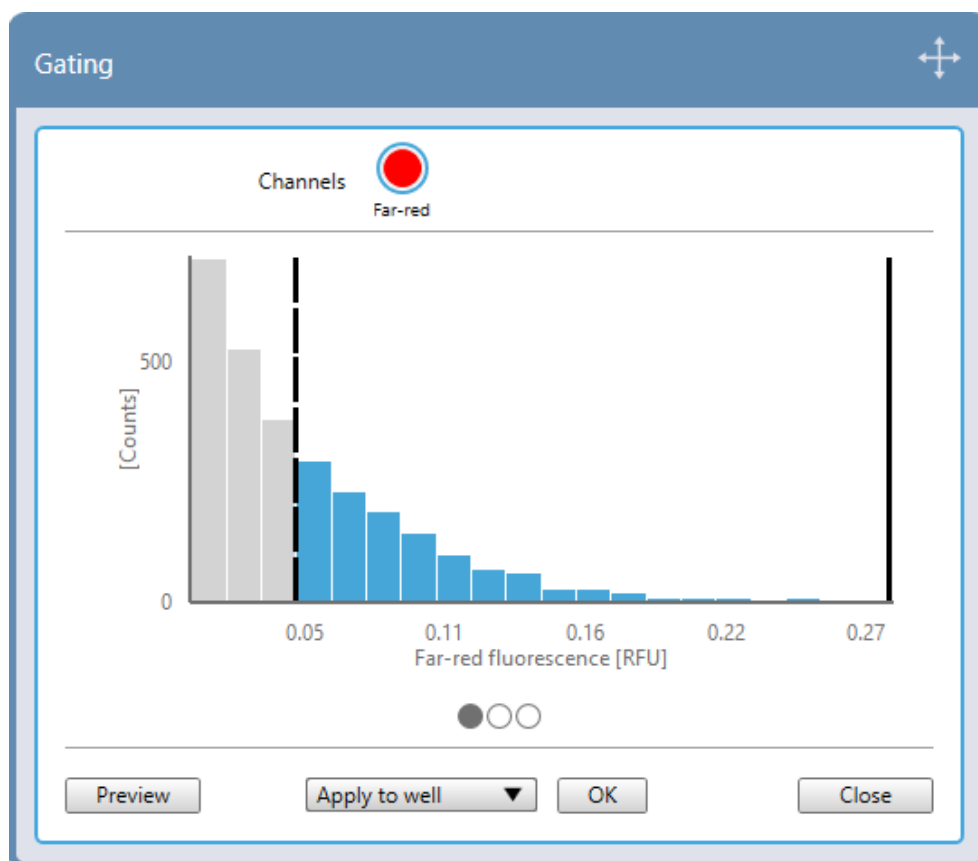 Gating
Channels
Far-red
500
[Counts]
0
0.05 0.11 0.16 0.22 0.27
Far-red fluorescence [RFU]
Preview Apply to well OK Close